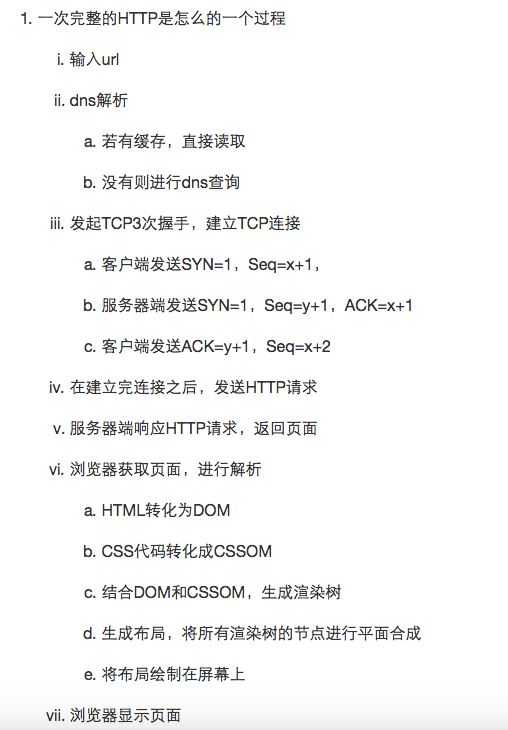 1. 一次完整的HTTP是怎么的一个过程
i. 输入url
ii. dns解析
a. 若有缓存，直接读取
b. 没有则进行dns查询
iii. 发起TCP3次握手，建立TCP连接
a. 客户端发送SYN=1，Seq=x+1，
b. 服务器端发送SYN=1，Seq=y+1，ACK=x+1
c. 客户端发送ACK=y+1，Seq=x+2
iv. 在建立完连接之后，发送HTTP请求
v. 服务器端响应HTTP请求，返回页面
vi. 浏览器获取页面，进行解析
a. HTML转化为DOM
b. CSS代码转化成CSSOM
c. 结合DOM和CSSOM，生成渲染树
d. 生成布局，将所有渲染树的节点进行平面合成
e. 将布局绘制在屏幕上
vii. 浏览器显示页面